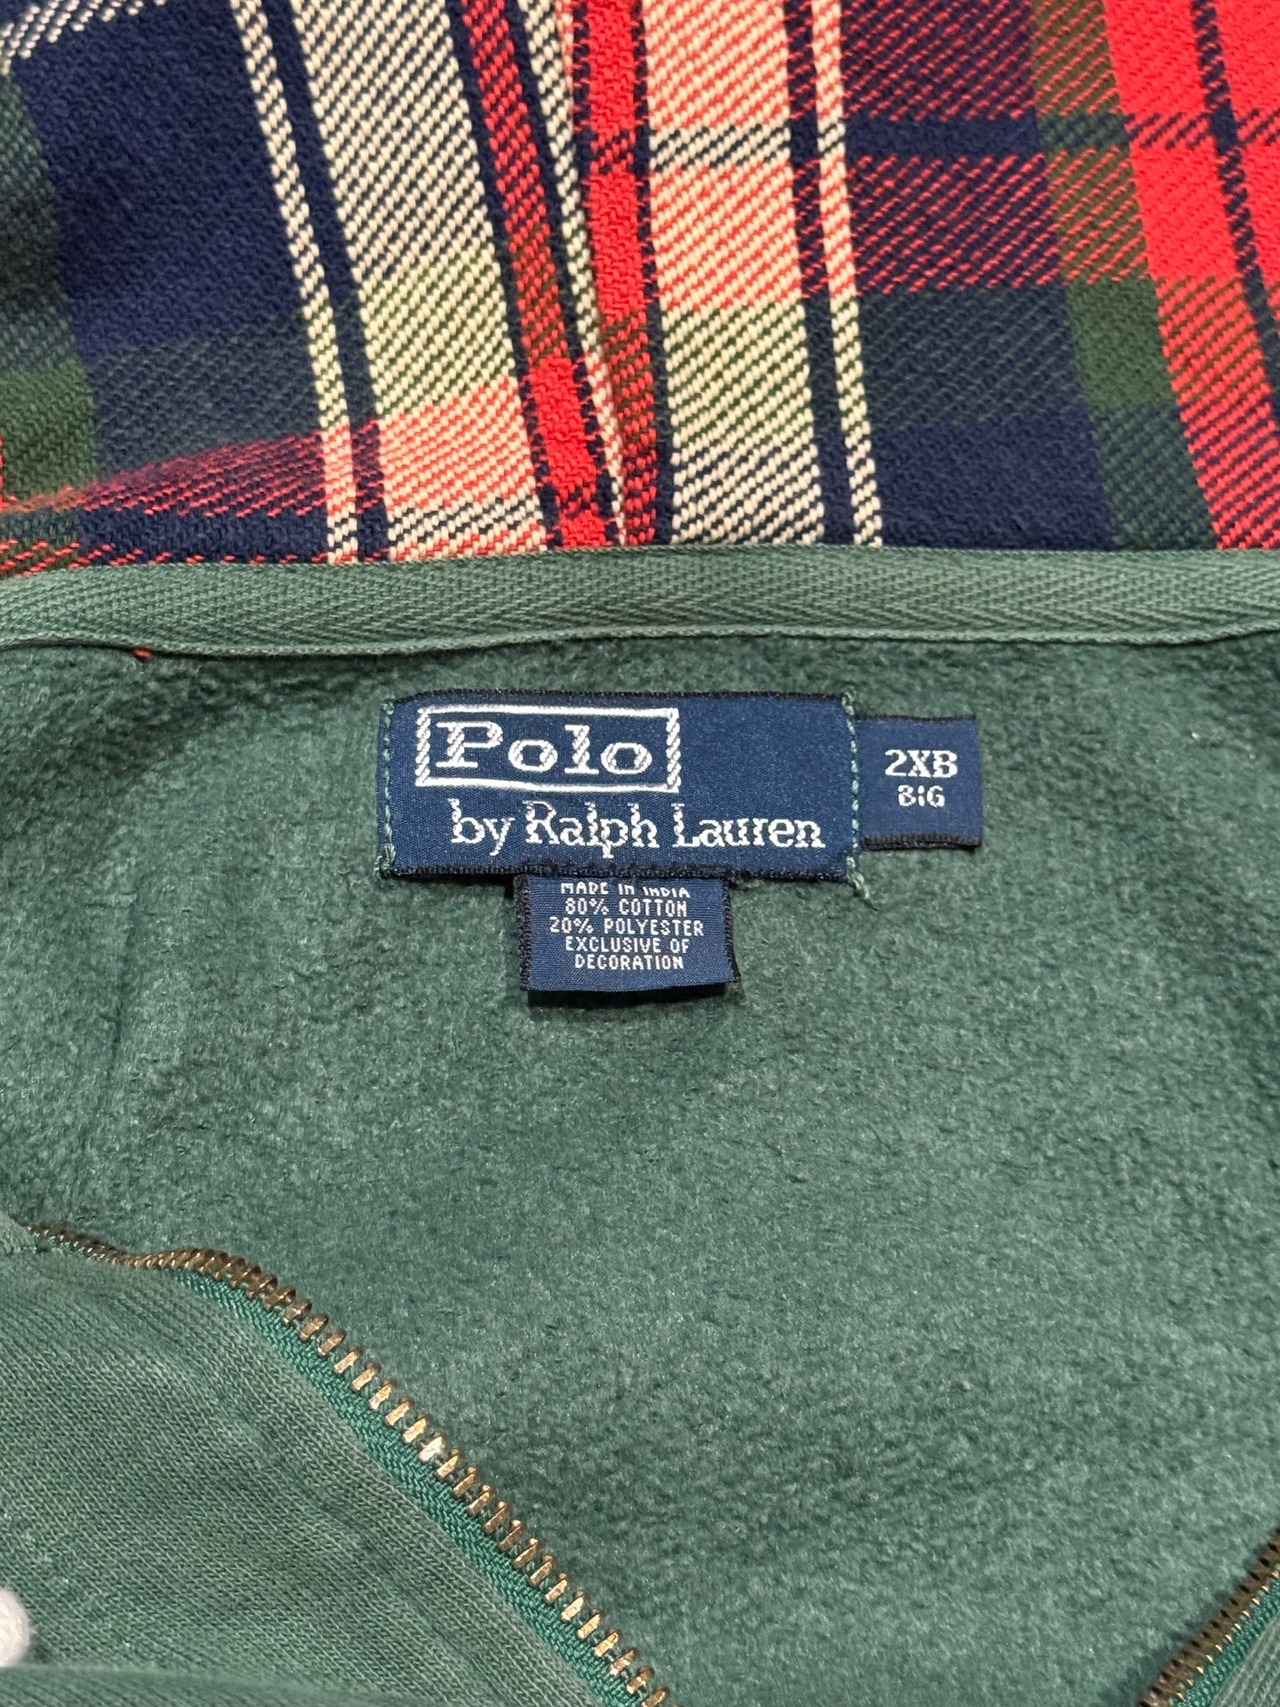 Polo
by Ralph Lauren
2XB
BIG
MADE IN INDIA
80% COTTON
20% POLYESTER
EXCLUSIVE OF
DECORATION